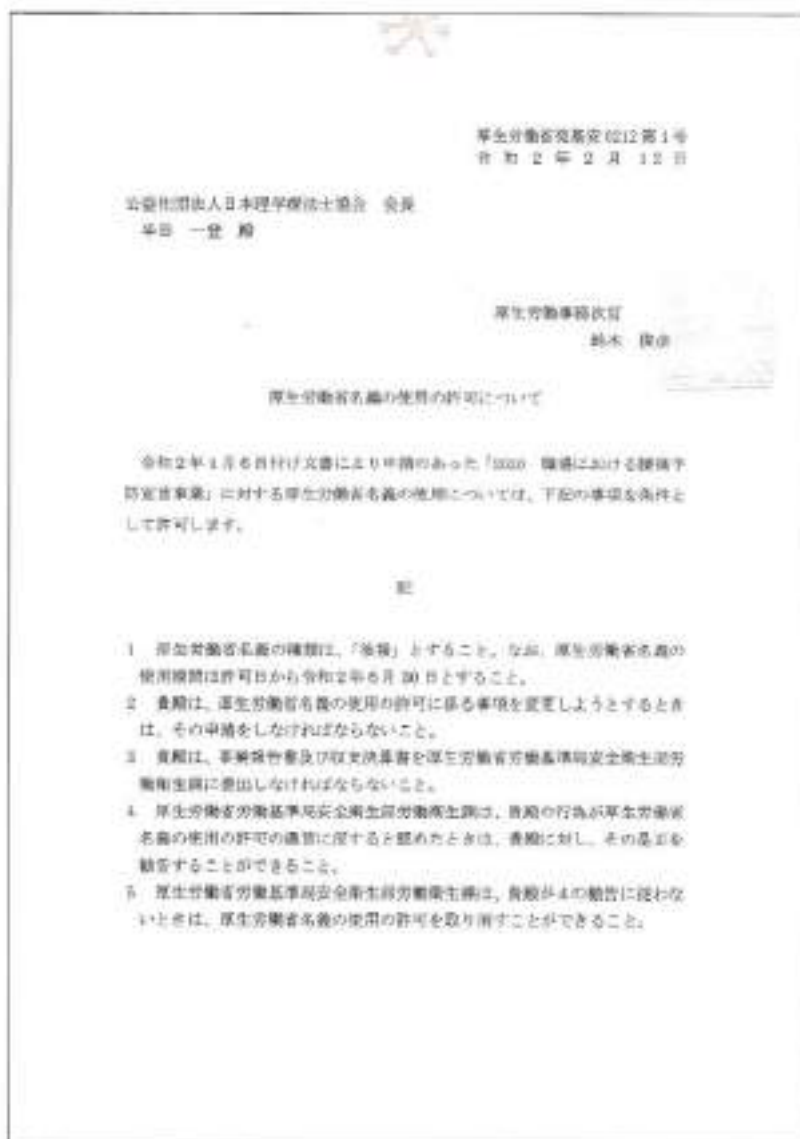 厚生労働省発基安0212第1号
令和2年2月12日
公益社団法人日本理学療法士協会 会長
半田 一登 殿
厚生労働事務次官
鈴木 俊彦
厚生労働省名義の使用の許可について
令和2年1月6日付け文書により申請のあった「2020 職場における腰痛予
防宣言事業」に対する厚生労働省名義の使用については、下記の事項を条件と
して許可します。
記
1 厚生労働省名義の種類は、「後援」とすること。なお、厚生労働省名義の
使用期間は許可日から令和2年6月30日とすること。
2 貴殿は、厚生労働省名義の使用の許可に係る事項を変更しようとするとき
は、その申請をしなければならないこと。
3 貴殿は、事業報告書及び収支決算書を厚生労働省労働基準局安全衛生部労
働衛生課に提出しなければならないこと。
4 厚生労働省労働基準局安全衛生部労働衛生課は、貴殿の行為が厚生労働省
名義の使用の許可の趣旨に反すると認めたときは、貴殿に対し、その是正を
勧告することができること。
5 厚生労働省労働基準局安全衛生部労働衛生課は、貴殿が4の勧告に従わな
いときは、厚生労働省名義の使用の許可を取り消すことができること。